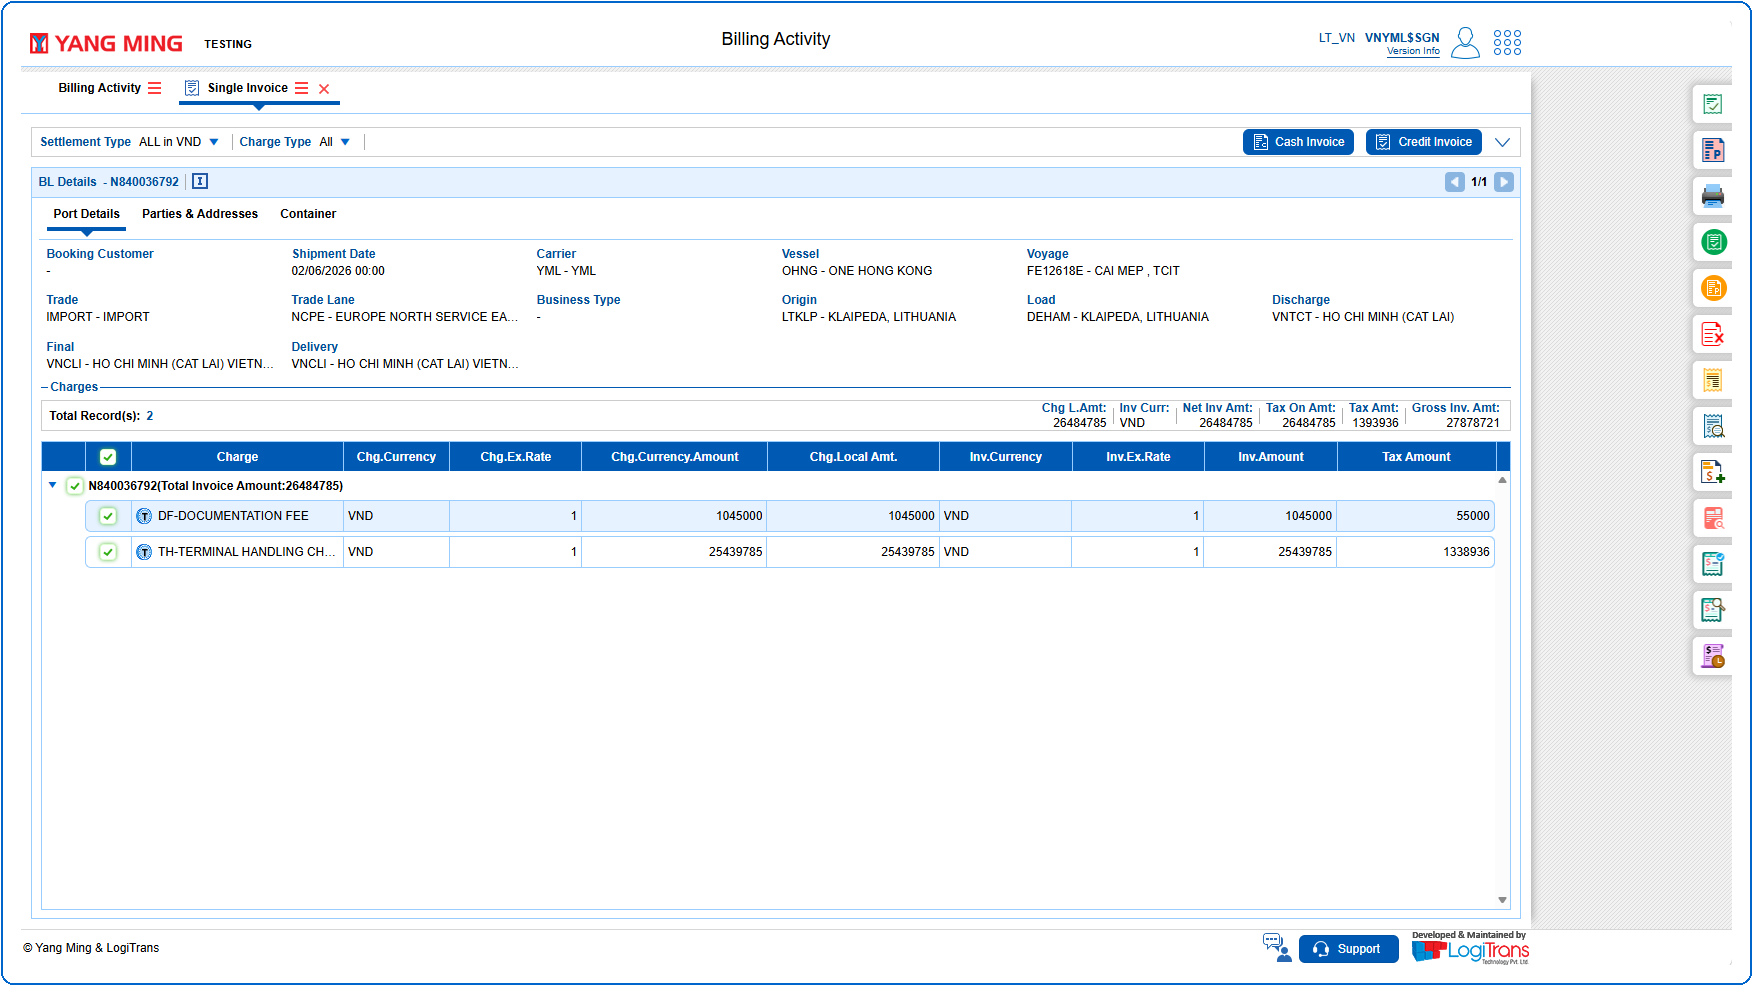 YANG MING TESTING
Billing Activity
LT_VN VNYML$SGN
Version Info
Billing Activity
Single Invoice
Settlement Type ALL in VND
Charge Type All
Cash Invoice
Credit Invoice
BL Details - N840036792
1/1
Port Details Parties & Addresses Container
Booking Customer Shipment Date Carrier Vessel Voyage
- 02/06/2026 00:00 YML - YML OHNG - ONE HONG KONG FE12618E - CAI MEP , TCIT
Trade Trade Lane Business Type Origin Load Discharge
IMPORT - IMPORT NCPE - EUROPE NORTH SERVICE EA... - LTKLP - KLAIPEDA, LITHUANIA DEHAM - KLAIPEDA, LITHUANIA VNTCT - HO CHI MINH (CAT LAI)
Final Delivery
VNCLI - HO CHI MINH (CAT LAI) VIETN... VNCLI - HO CHI MINH (CAT LAI) VIETN...
Charges
Total Record(s): 2
Chg L.Amt: Inv Curr: Net Inv Amt: Tax On Amt: Tax Amt: Gross Inv. Amt:
26484785 VND 26484785 26484785 1393936 27878721
Charge Chg.Currency Chg.Ex.Rate Chg.Currency.Amount Chg.Local Amt. Inv.Currency Inv.Ex.Rate Inv.Amount Tax Amount
N840036792(Total Invoice Amount:26484785)
DF-DOCUMENTATION FEE VND 1 1045000 1045000 VND 1 1045000 55000
TH-TERMINAL HANDLING CH... VND 1 25439785 25439785 VND 1 25439785 1338936
© Yang Ming & LogiTrans
Support
Developed & Maintained by
LogiTrans
Technology Pvt. Ltd.